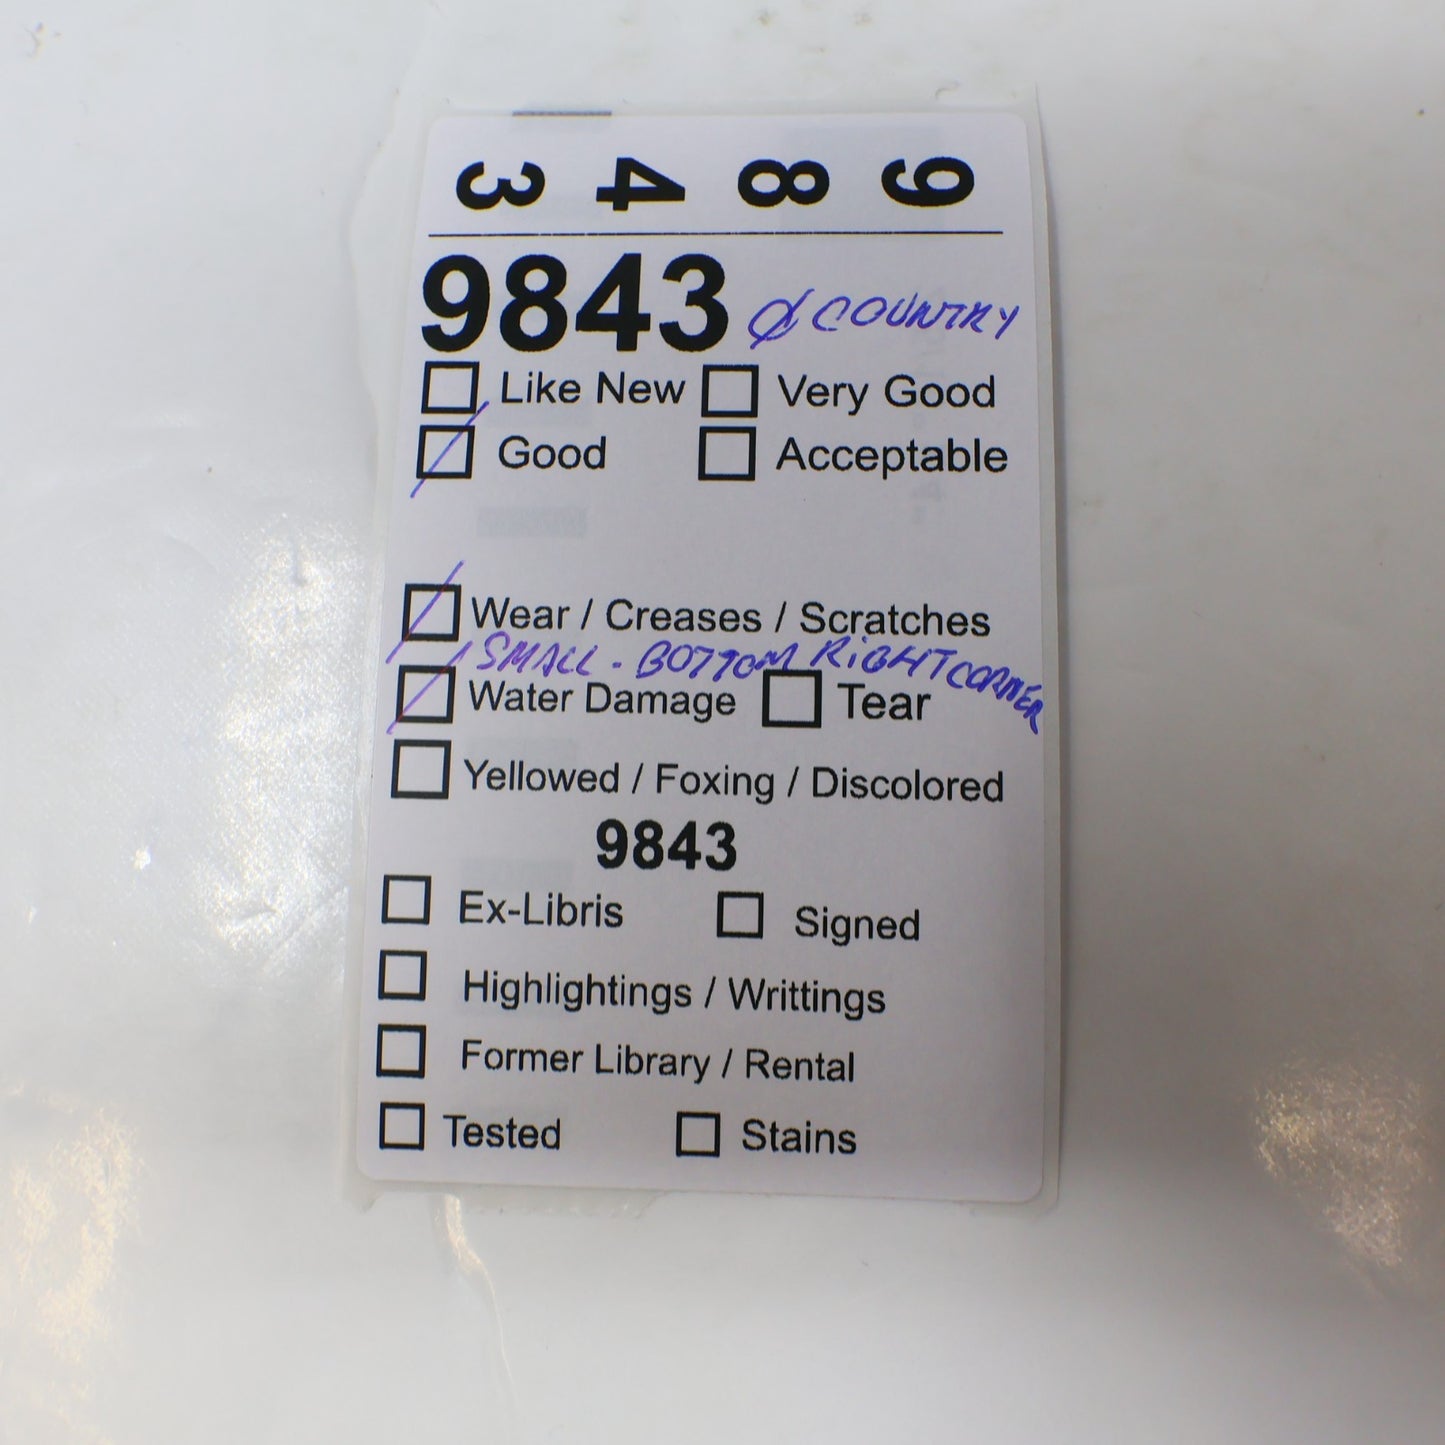 9 8 4 3
9843 Ø COUNTRY
Like New Very Good
Good Acceptable
Wear / Creases / Scratches
SMALL - BOTTOM RIGHT CORNER
Water Damage Tear
Yellowed / Foxing / Discolored
9843
Ex-Libris Signed
Highlightings / Writtings
Former Library / Rental
Tested Stains